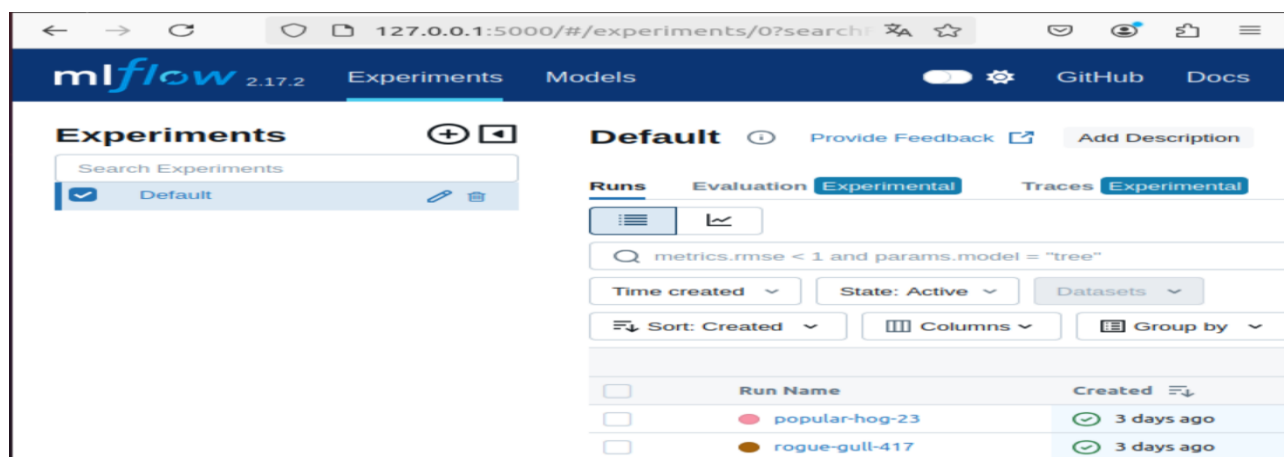 127.0.0.1:5000/#/experiments/0?search
mlflow 2.17.2 Experiments Models GitHub Docs
Experiments
Search Experiments
Default
Default Provide Feedback Add Description
Runs Evaluation Experimental Traces Experimental
metrics.rmse < 1 and params.model = "tree"
Time created State: Active Datasets
Sort: Created Columns Group by
Run Name Created
popular-hog-23 3 days ago
rogue-gull-417 3 days ago